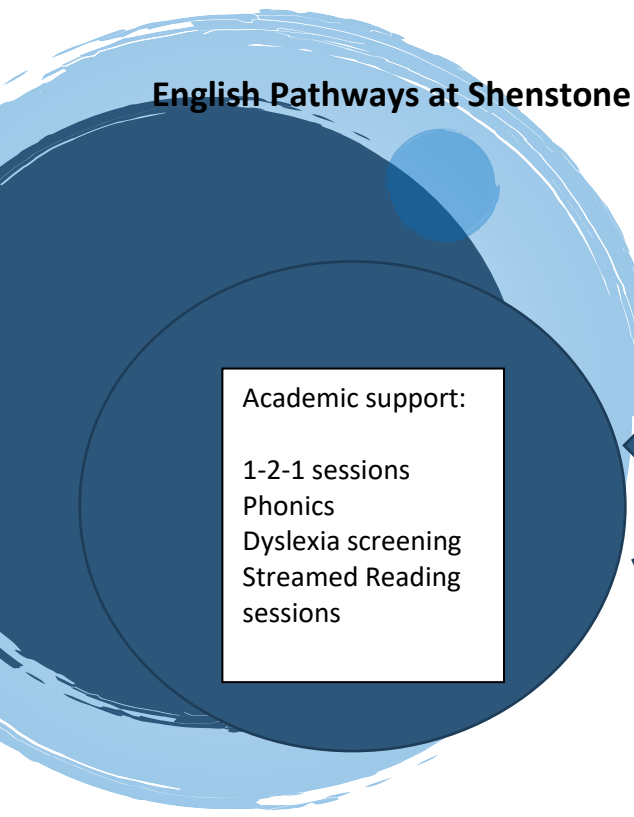 English Pathways at Shenstone
Academic support:
1-2-1 sessions
Phonics
Dyslexia screening
Streamed Reading
sessions